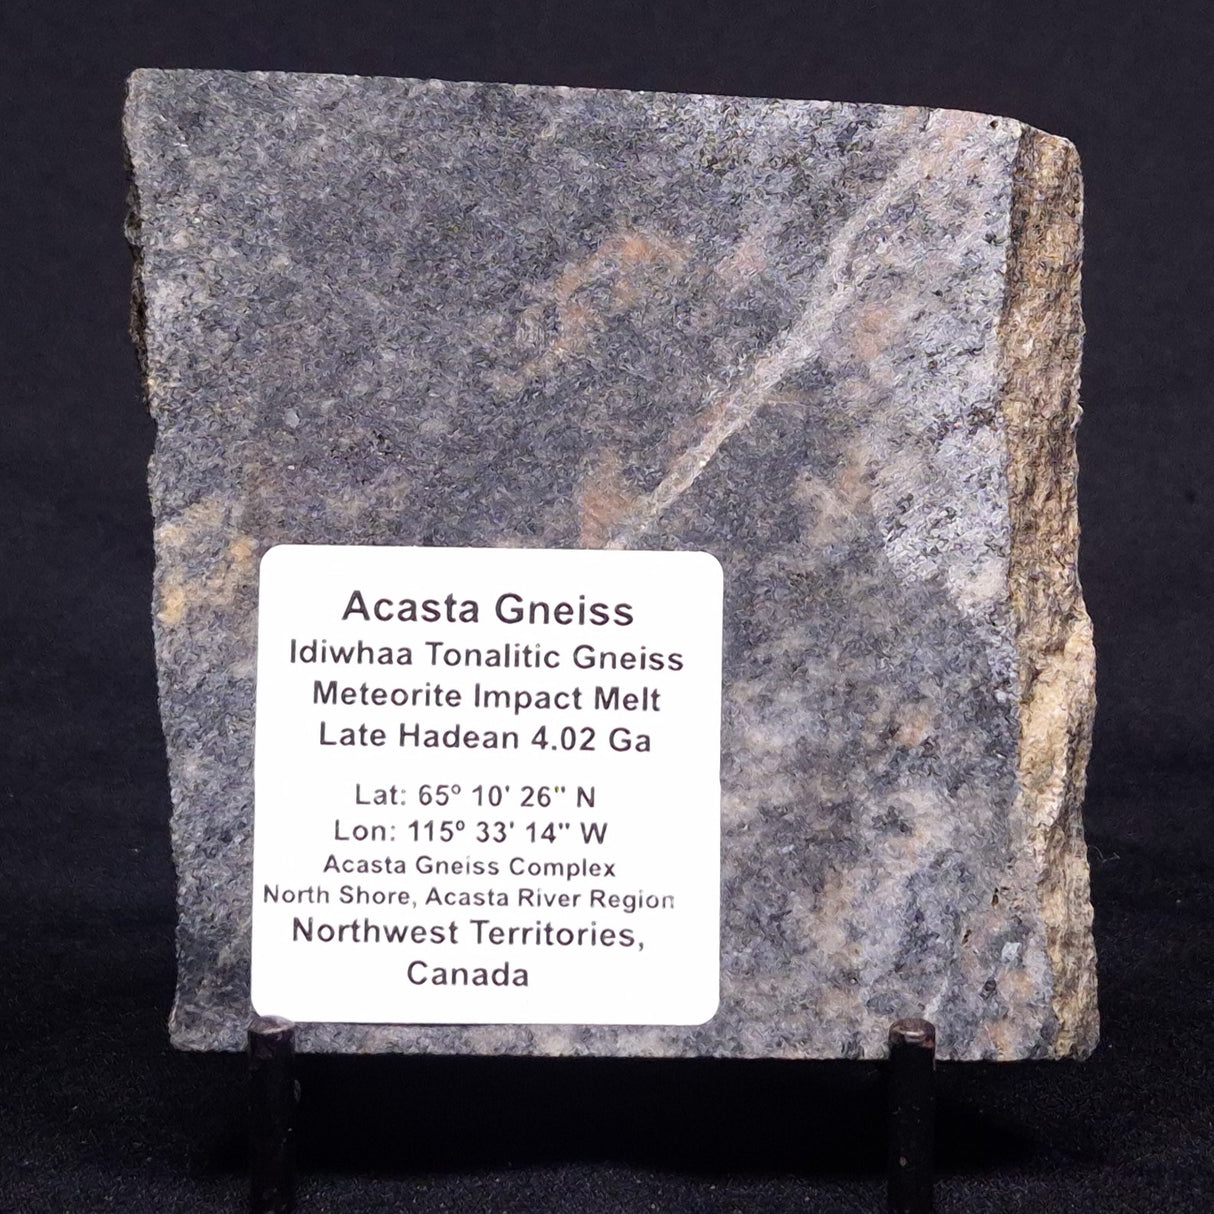 Acasta Gneiss
Idiwhaa Tonalitic Gneiss
Meteorite Impact Melt
Late Hadean 4.02 Ga
Lat: 65º 10' 26" N
Lon: 115º 33' 14" W
Acasta Gneiss Complex
North Shore, Acasta River Region
Northwest Territories,
Canada